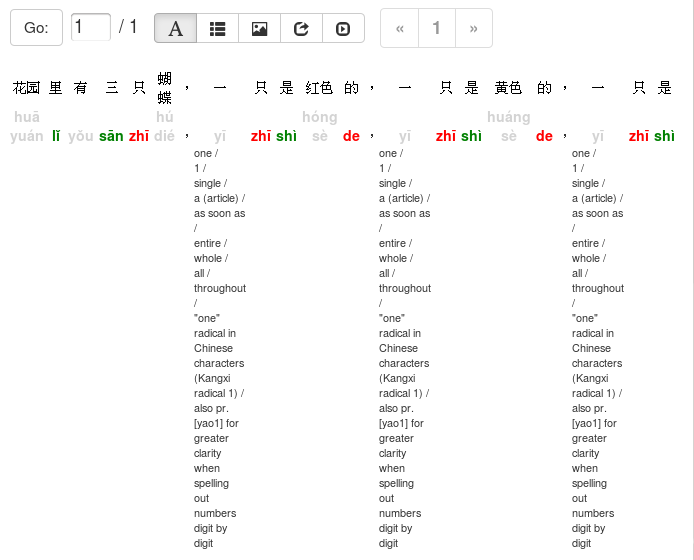 Go: 1 / 1 A « 1 »
花园 里 有 三 只 蝴蝶 , 一 只 是 红色 的 , 一 只 是 黄色 的 , 一 只 是
huā yuán lǐ yǒu sān zhī hú dié , yī zhī shì hóng sè de , yī zhī shì huáng sè de , yī zhī shì
one /
1 /
single /
a (article) /
as soon as
/
entire /
whole /
all /
throughout
/
"one"
radical in
Chinese
characters
(Kangxi
radical 1) /
also pr.
[yao1] for
greater
clarity
when
spelling
out
numbers
digit by
digit
one /
1 /
single /
a (article) /
as soon as
/
entire /
whole /
all /
throughout
/
"one"
radical in
Chinese
characters
(Kangxi
radical 1) /
also pr.
[yao1] for
greater
clarity
when
spelling
out
numbers
digit by
digit
one /
1 /
single /
a (article) /
as soon as
/
entire /
whole /
all /
throughout
/
"one"
radical in
Chinese
characters
(Kangxi
radical 1) /
also pr.
[yao1] for
greater
clarity
when
spelling
out
numbers
digit by
digit